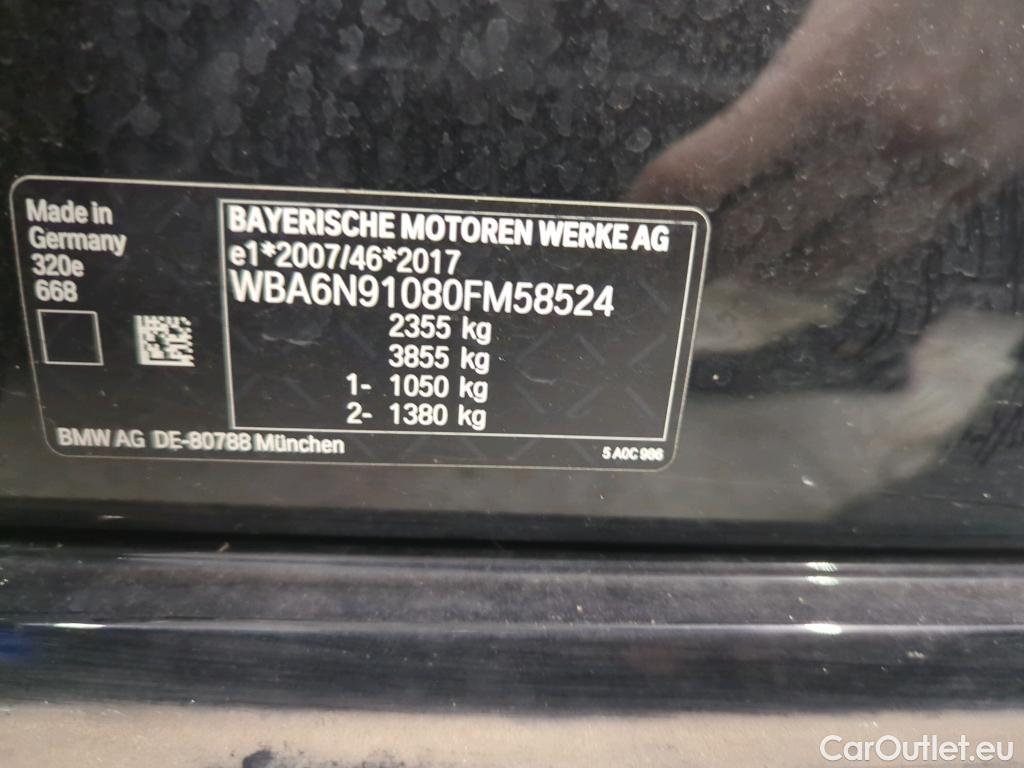 Made in
Germany
320e
668
BAYERISCHE MOTOREN WERKE AG
e1*2007/46*2017
WBA6N91080FM58524
2355 kg
3855 kg
1- 1050 kg
2- 1380 kg
BMW AG DE-80788 München
5 A0C 986
CarOutlet.eu